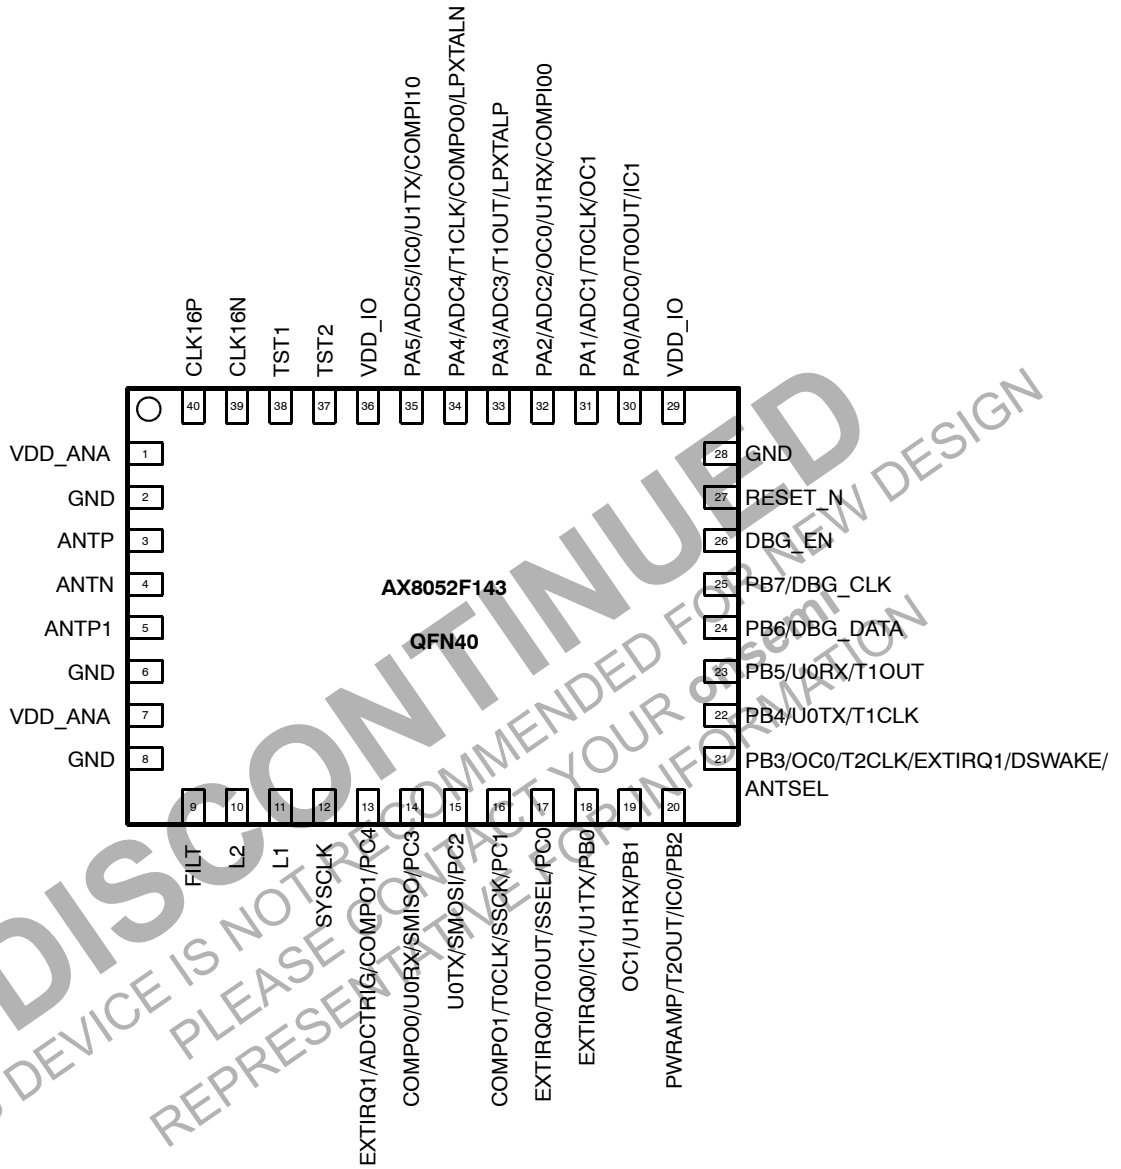 PA5/ADC5/IC0/U1TX/COMPI10
PA4/ADC4/T1CLK/COMPO0/LPXTALN
PA3/ADC3/T1OUT/LPXTALP
PA2/ADC2/OC0/U1RX/COMPI00
PA1/ADC1/T0CLK/OC1
PA0/ADC0/T0OUT/IC1
CLK16P
CLK16N
TST1
TST2
VDD_IO
VDD_IO
40
39
38
37
36
35
34
33
32
31
30
29
VDD_ANA 1
GND 2
ANTP 3
ANTN 4
ANTP1 5
GND 6
VDD_ANA 7
GND 8
28 GND
27 RESET_N
26 DBG_EN
25 PB7/DBG_CLK
24 PB6/DBG_DATA
23 PB5/U0RX/T1OUT
22 PB4/U0TX/T1CLK
21 PB3/OC0/T2CLK/EXTIRQ1/DSWAKE/
ANTSEL
AX8052F143
QFN40
9
10
11
12
13
14
15
16
17
18
19
20
FILT
L2
L1
SYSCLK
EXTIRQ1/ADCTRIG/COMPO1/PC4
COMPO0/U0RX/SMISO/PC3
U0TX/SMOSI/PC2
COMPO1/T0CLK/SSCK/PC1
EXTIRQ0/T0OUT/SSEL/PC0
EXTIRQ0/IC1/U1TX/PB0
OC1/U1RX/PB1
PWRAMP/T2OUT/IC0/PB2
DISCONTINUED
DEVICE IS NOT RECOMMENDED FOR NEW DESIGN
PLEASE CONTACT YOUR onsemi
REPRESENTATIVE FOR INFORMATION